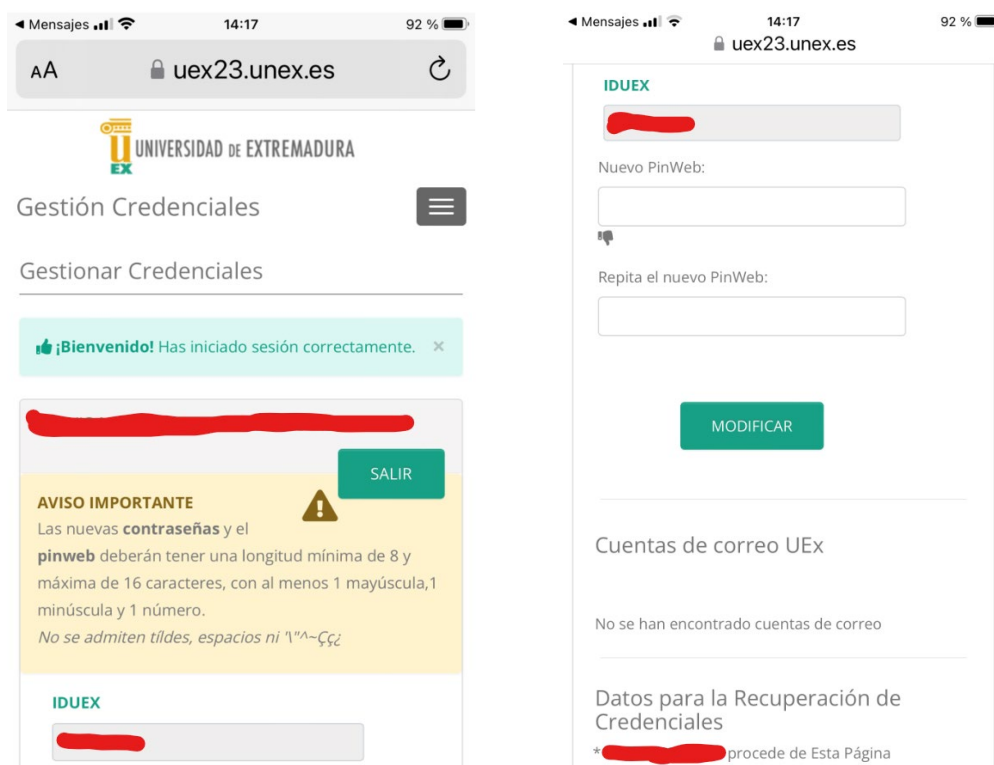 ◀ Mensajes
14:17
92 %
AA
uex23.unex.es
UEX
UNIVERSIDAD DE EXTREMADURA
Gestión Credenciales
Gestionar Credenciales
¡Bienvenido! Has iniciado sesión correctamente. ×
SALIR
AVISO IMPORTANTE
Las nuevas contraseñas y el
pinweb deberán tener una longitud mínima de 8 y
máxima de 16 caracteres, con al menos 1 mayúscula,1
minúscula y 1 número.
No se admiten tíldes, espacios ni '\"^~Çç¿
IDUEX
◀ Mensajes
14:17
92 %
uex23.unex.es
IDUEX
Nuevo PinWeb:
Repita el nuevo PinWeb:
MODIFICAR
Cuentas de correo UEx
No se han encontrado cuentas de correo
Datos para la Recuperación de
Credenciales
* procede de Esta Página